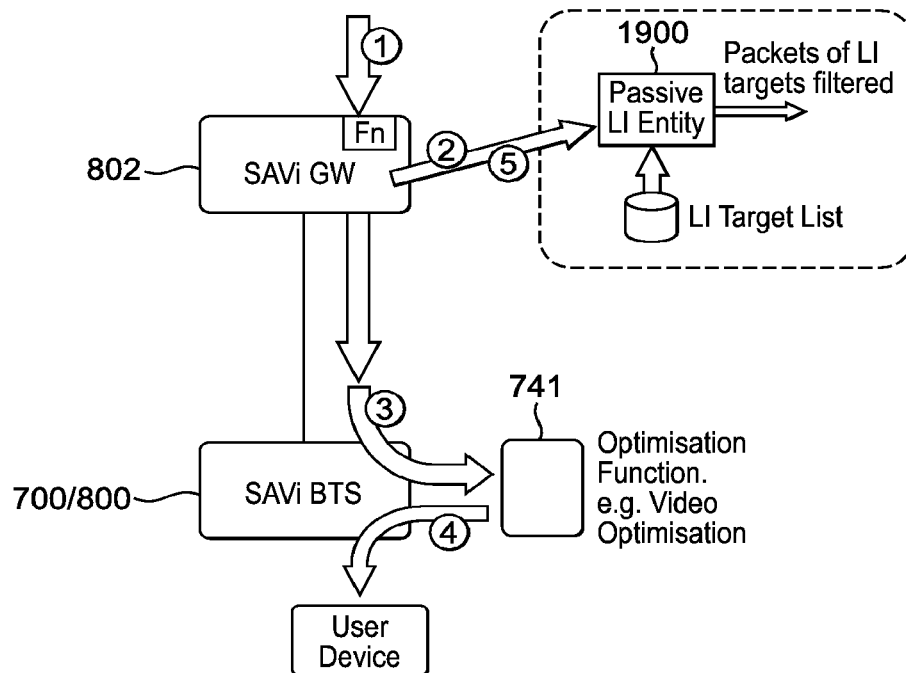 1
1900
Packets of LI
targets filtered
Passive
LI Entity
Fn
802
SAVi GW
2
5
LI Target List
3
741
Optimisation
Function.
e.g. Video
Optimisation
700/800
SAVi BTS
4
User
Device